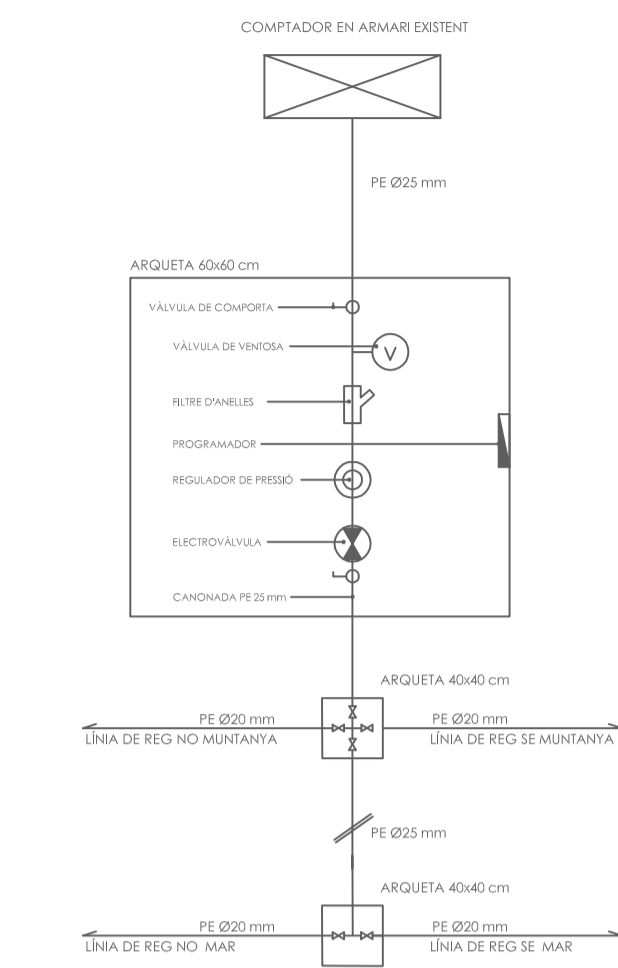 COMPTADOR EN ARMARI EXISTENT
PE Ø25 mm
ARQUETA 60x60 cm
VÀLVULA DE COMPORTA
VÀLVULA DE VENTOSA
V
FILTRE D'ANELLES
PROGRAMADOR
REGULADOR DE PRESSIÓ
ELECTROVÀLVULA
CANONADA PE 25 mm
ARQUETA 40x40 cm
PE Ø20 mm
LÍNIA DE REG NO MUNTANYA
PE Ø20 mm
LÍNIA DE REG SE MUNTANYA
PE Ø25 mm
ARQUETA 40x40 cm
PE Ø20 mm
LÍNIA DE REG NO MAR
PE Ø20 mm
LÍNIA DE REG SE MAR